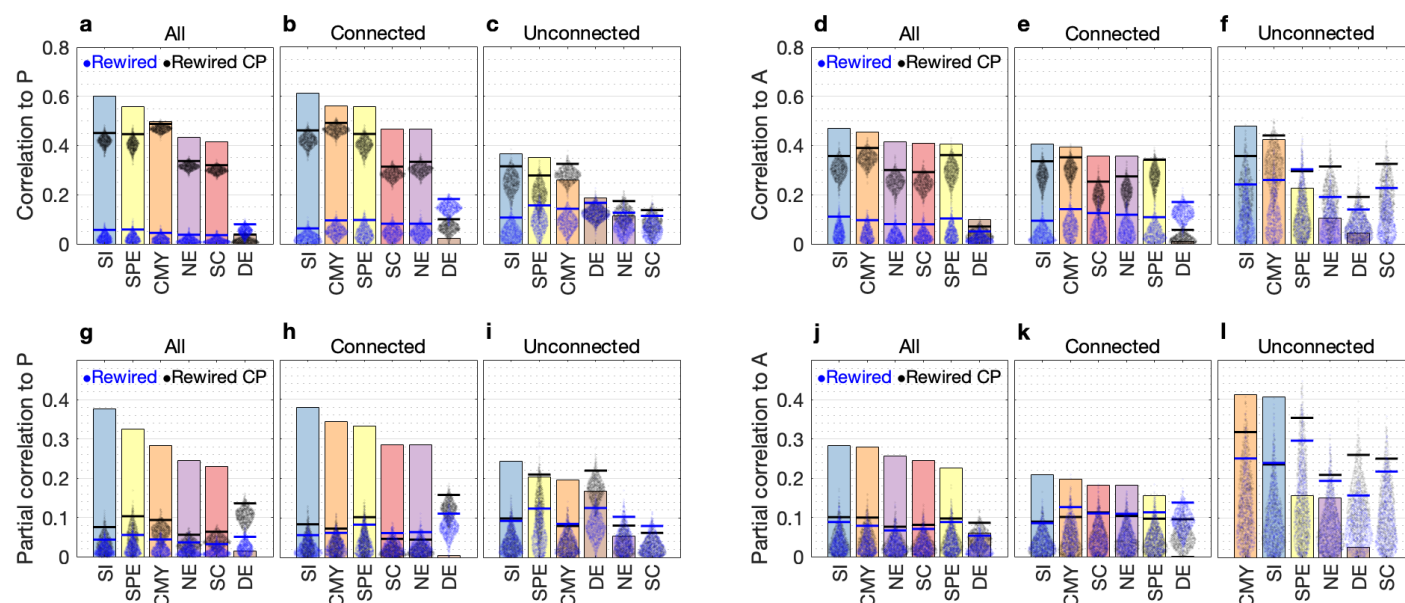 a All
b Connected
c Unconnected
d All
e Connected
f Unconnected
Correlation to P
0.8
0.6
0.4
0.2
0
Rewired Rewired CP
SI SPE CMY NE SC DE
SI CMY SPE SC NE DE
SI SPE CMY DE NE SC
Correlation to A
0.8
0.6
0.4
0.2
0
Rewired Rewired CP
SI CMY NE SC SPE DE
SI CMY SC NE SPE DE
SI CMY SPE NE DE SC
g All
h Connected
i Unconnected
j All
k Connected
l Unconnected
Partial correlation to P
0.4
0.3
0.2
0.1
0
Rewired Rewired CP
SI SPE CMY NE SC DE
SI CMY SPE SC NE DE
SI SPE CMY DE NE SC
Partial correlation to A
0.4
0.3
0.2
0.1
0
Rewired Rewired CP
SI CMY NE SC SPE DE
SI CMY SC NE SPE DE
CMY SI SPE NE DE SC